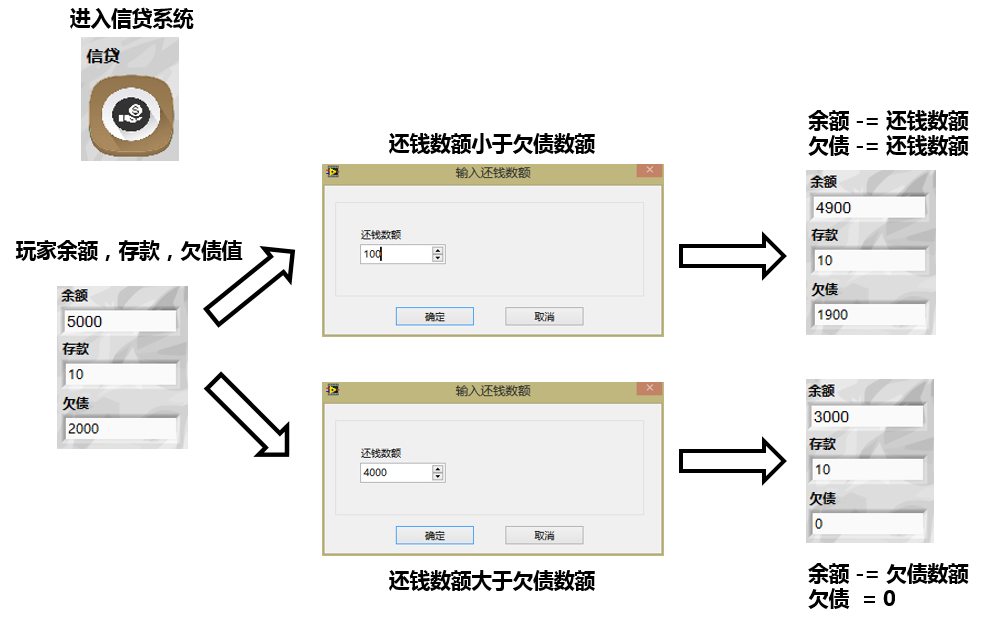 进入信贷系统
信贷
玩家余额，存款，欠债值
余额
5000
存款
10
欠债
2000
还钱数额小于欠债数额
输入还钱数额
还钱数额
100
确定
取消
余额 -= 还钱数额
欠债 -= 还钱数额
余额
4900
存款
10
欠债
1900
输入还钱数额
还钱数额
4000
确定
取消
还钱数额大于欠债数额
余额
3000
存款
10
欠债
0
余额 -= 欠债数额
欠债 = 0